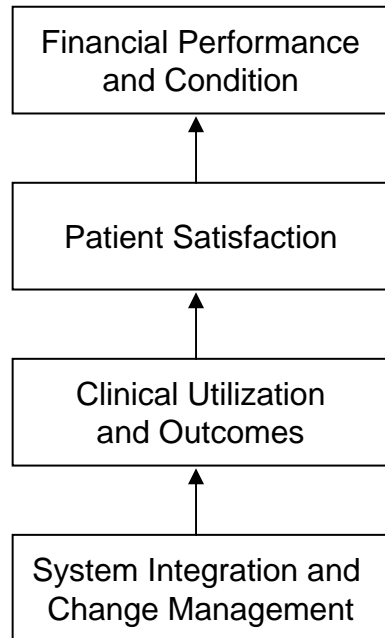 Financial Performance
and Condition
Patient Satisfaction
Clinical Utilization
and Outcomes
System Integration and
Change Management